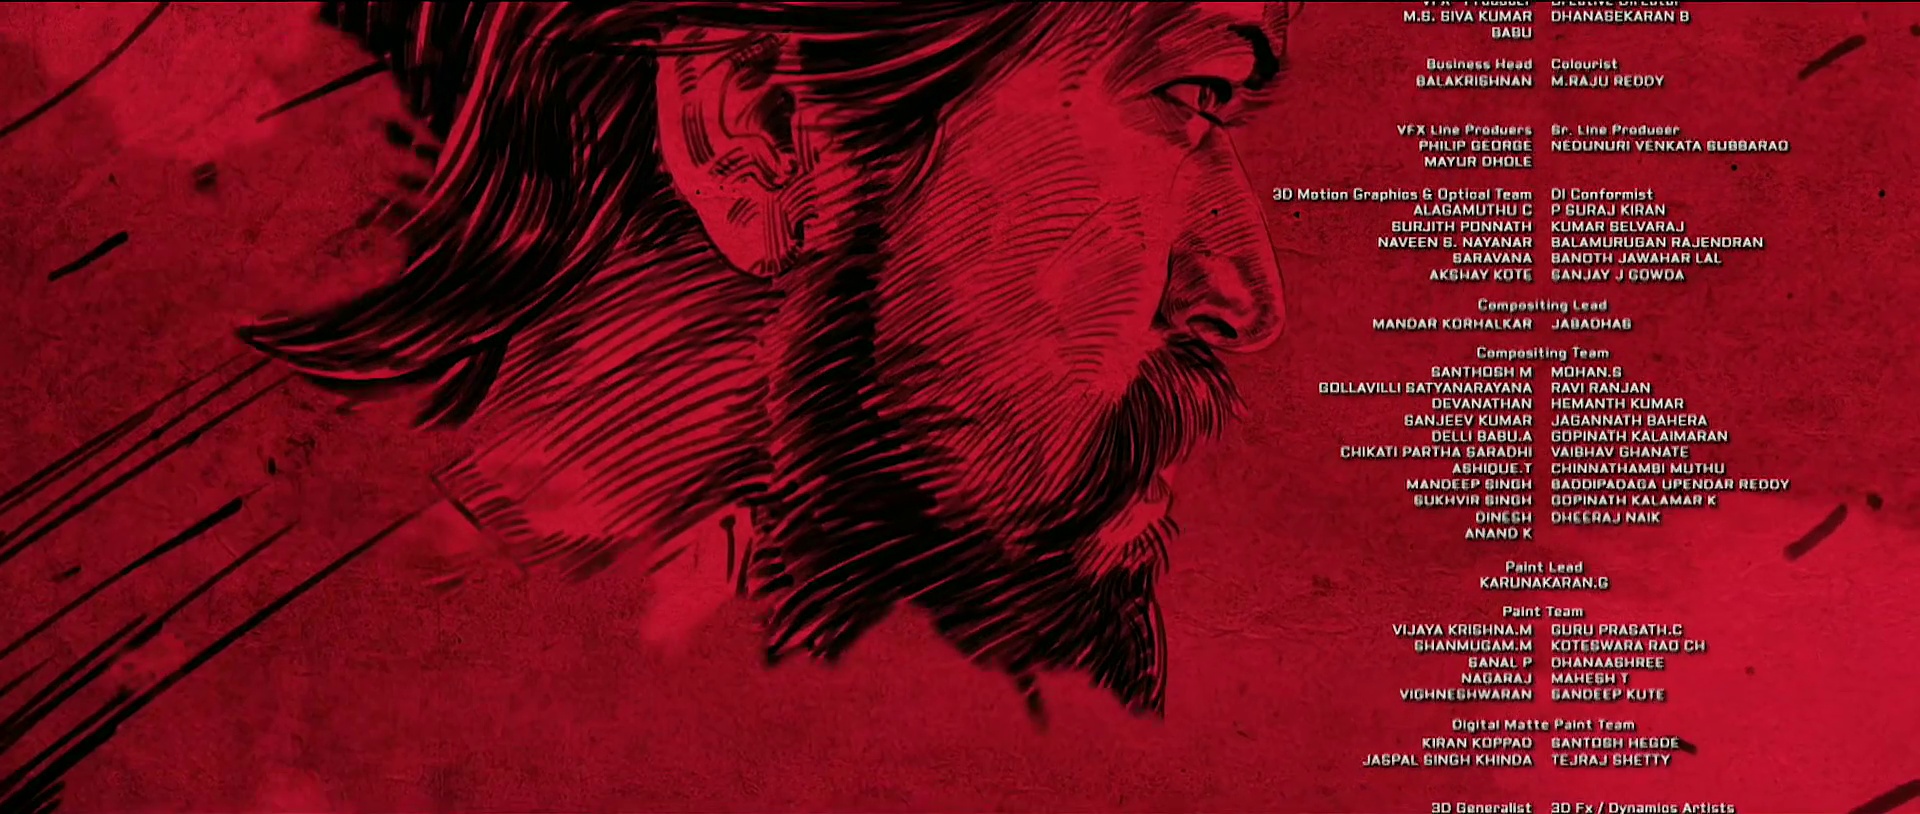 VFX - Producer Creative Director
M.S. SIVA KUMAR DHANASEKARAN B
BABU
Business Head Colourist
BALAKRISHNAN M.RAJU REDDY
VFX Line Produers Sr. Line Producer
PHILIP GEORGE NEDUNURI VENKATA SUBBARAO
MAYUR DHOLE
3D Motion Graphics & Optical Team DI Conformist
ALAGAMUTHU C P SURAJ KIRAN
SURJITH PONNATH KUMAR SELVARAJ
NAVEEN S. NAYANAR BALAMURUGAN RAJENDRAN
SARAVANA BANOTH JAWAHAR LAL
AKSHAY KOTE SANJAY J GOWDA
Compositing Lead
MANDAR KORHALKAR JABADHAS
Compositing Team
SANTHOSH M MOHAN.S
GOLLAVILLI SATYANARAYANA RAVI RANJAN
DEVANATHAN HEMANTH KUMAR
SANJEEV KUMAR JAGANNATH BAHERA
DELLI BABU.A GOPINATH KALAIMARAN
CHIKATI PARTHA SARADHI VAIBHAV GHANATE
ASHIQUE.T CHINNATHAMBI MUTHU
MANDEEP SINGH BADDIPADAGA UPENDAR REDDY
SUKHVIR SINGH GOPINATH KALAMAR K
DINESH DHEERAJ NAIK
ANAND K
Paint Lead
KARUNAKARAN.G
Paint Team
VIJAYA KRISHNA.M GURU PRASATH.C
SHANMUGAM.M KOTESWARA RAO CH
SANAL P DHANAASHREE
NAGARAJ MAHESH T
VIGHNESHWARAN SANDEEP KUTE
Digital Matte Paint Team
KIRAN KOPPAD SANTOSH HEGDE
JASPAL SINGH KHINDA TEJRAJ SHETTY
3D Generalist 3D Fx / Dynamics Artists